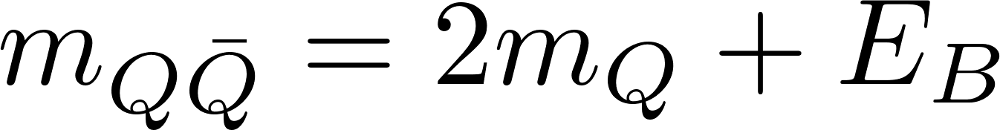 $m_{Q\bar{Q}} = 2m_Q + E_B$